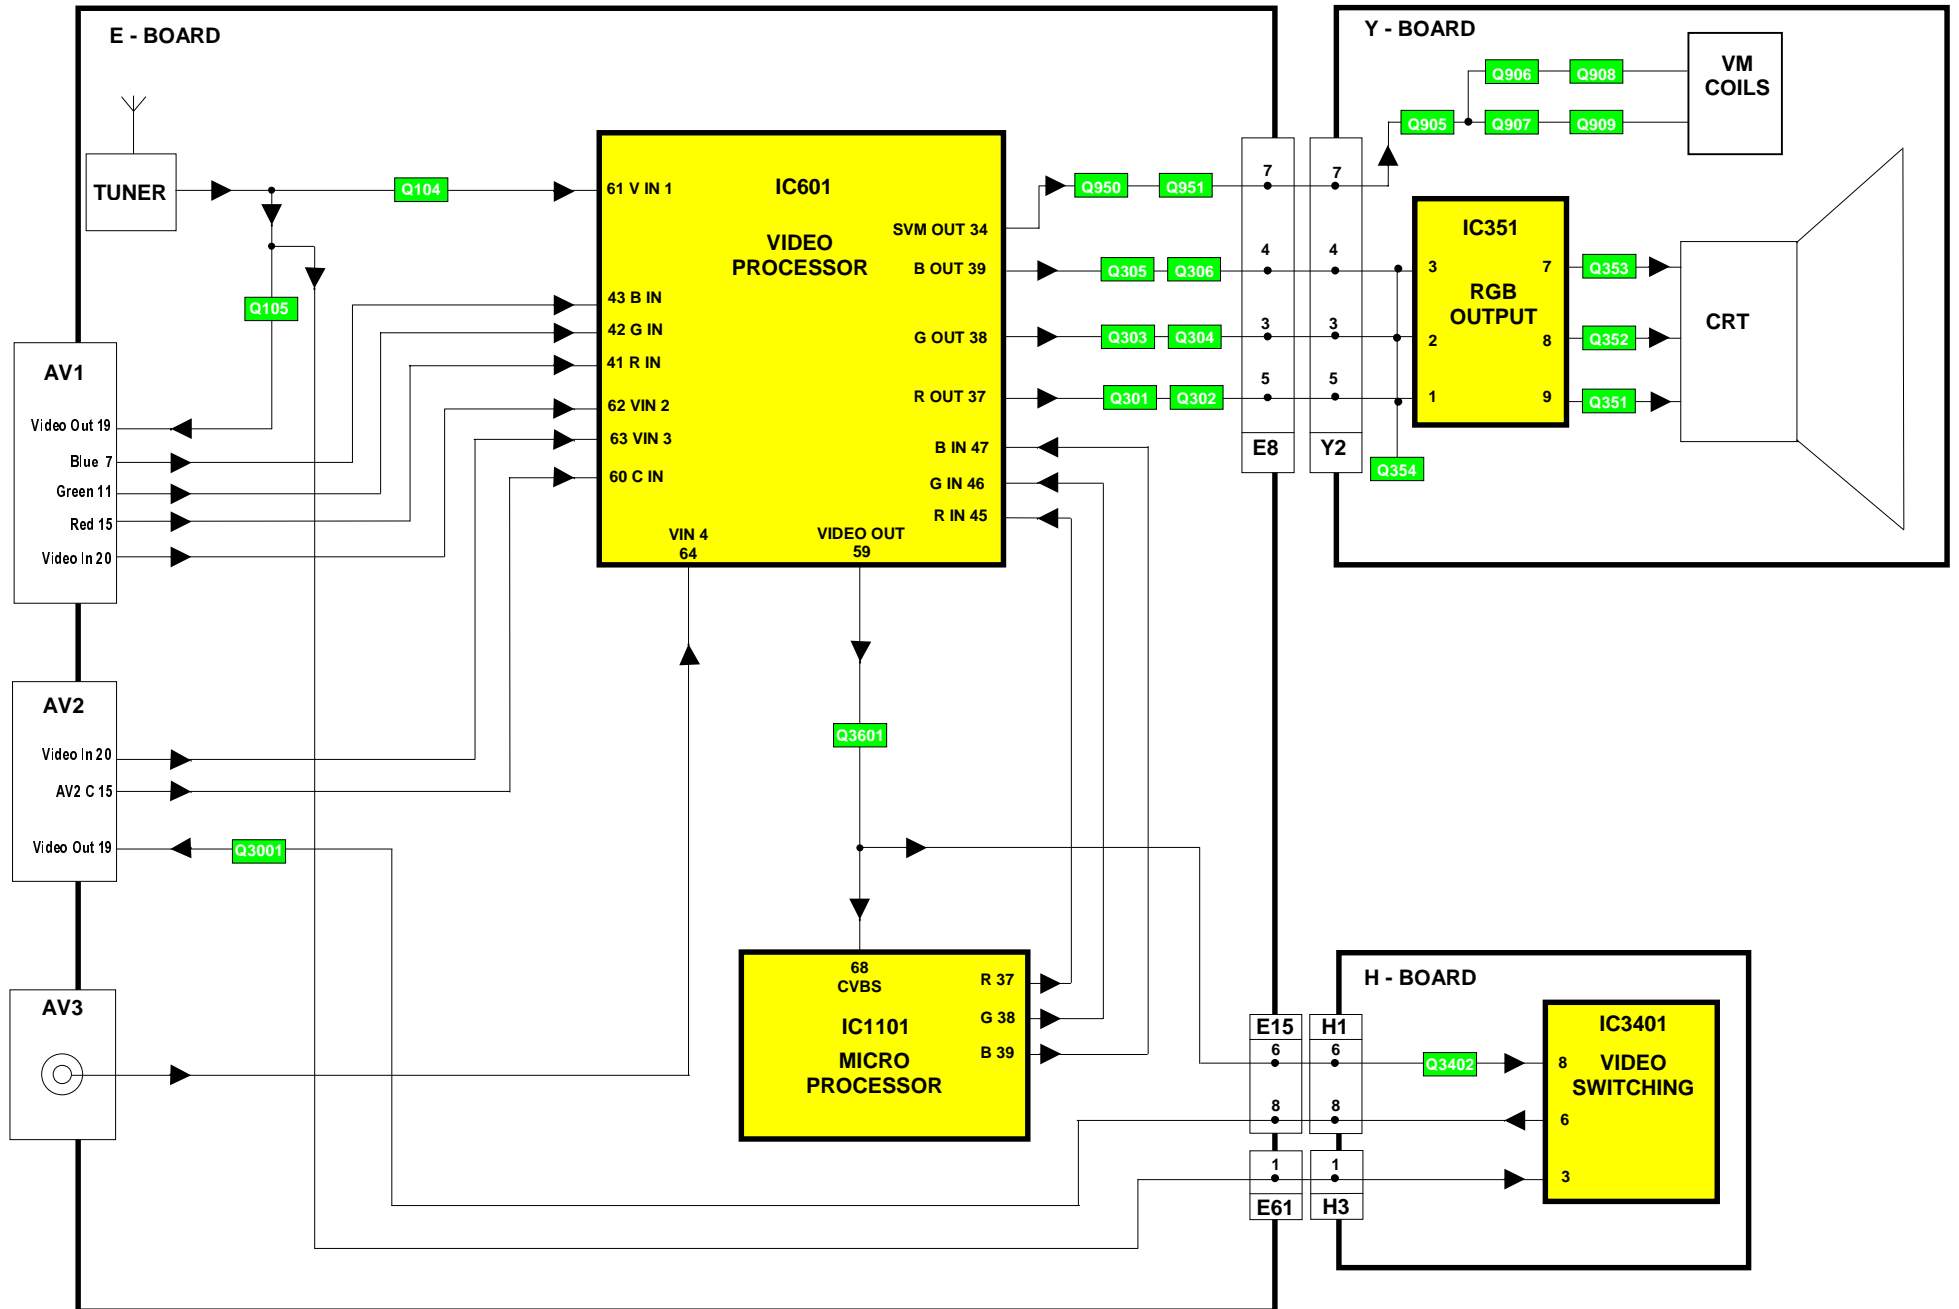 E - BOARD
TUNER
Q104
Q105
AV1
Video Out 19
Blue 7
Green 11
Red 15
Video In 20
AV2
Video In 20
AV2 C 15
Video Out 19
Q3001
AV3
61 V IN 1
43 B IN
42 G IN
41 R IN
62 VIN 2
63 VIN 3
60 C IN
IC601
VIDEO
PROCESSOR
SVM OUT 34
B OUT 39
G OUT 38
R OUT 37
B IN 47
G IN 46
R IN 45
VIN 4
64
VIDEO OUT
59
Q3601
68
CVBS
IC1101
MICRO
PROCESSOR
R 37
G 38
B 39
Q950
Q951
Q305
Q306
Q303
Q304
Q301
Q302
7
4
3
5
E8
7
4
3
5
Y2
Y - BOARD
Q905
Q906
Q908
Q907
Q909
VM
COILS
IC351
RGB
OUTPUT
3
2
1
7
8
9
Q353
Q352
Q351
Q354
CRT
E15
6
8
1
E61
H1
6
8
1
H3
H - BOARD
Q3402
IC3401
VIDEO
SWITCHING
8
6
3